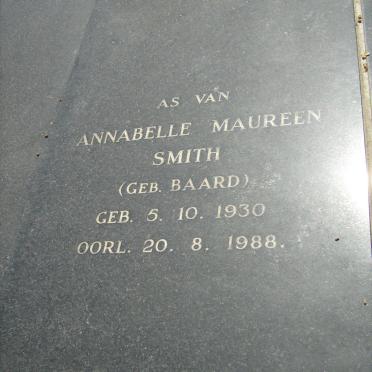 AS VAN
ANNABELLE MAUREEN
SMITH
(GEB. BAARD)
GEB. 5. 10. 1930
OORL. 20. 8. 1988.